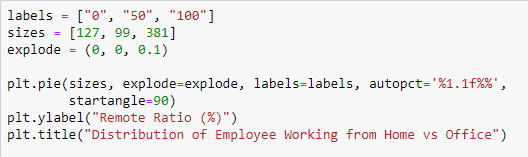 labels = ["0", "50", "100"]
sizes = [127, 99, 381]
explode = (0, 0, 0.1)
plt.pie(sizes, explode=explode, labels=labels, autopct='%1.1f%%',
startangle=90)
plt.ylabel("Remote Ratio (%)")
plt.title("Distribution of Employee Working from Home vs Office")